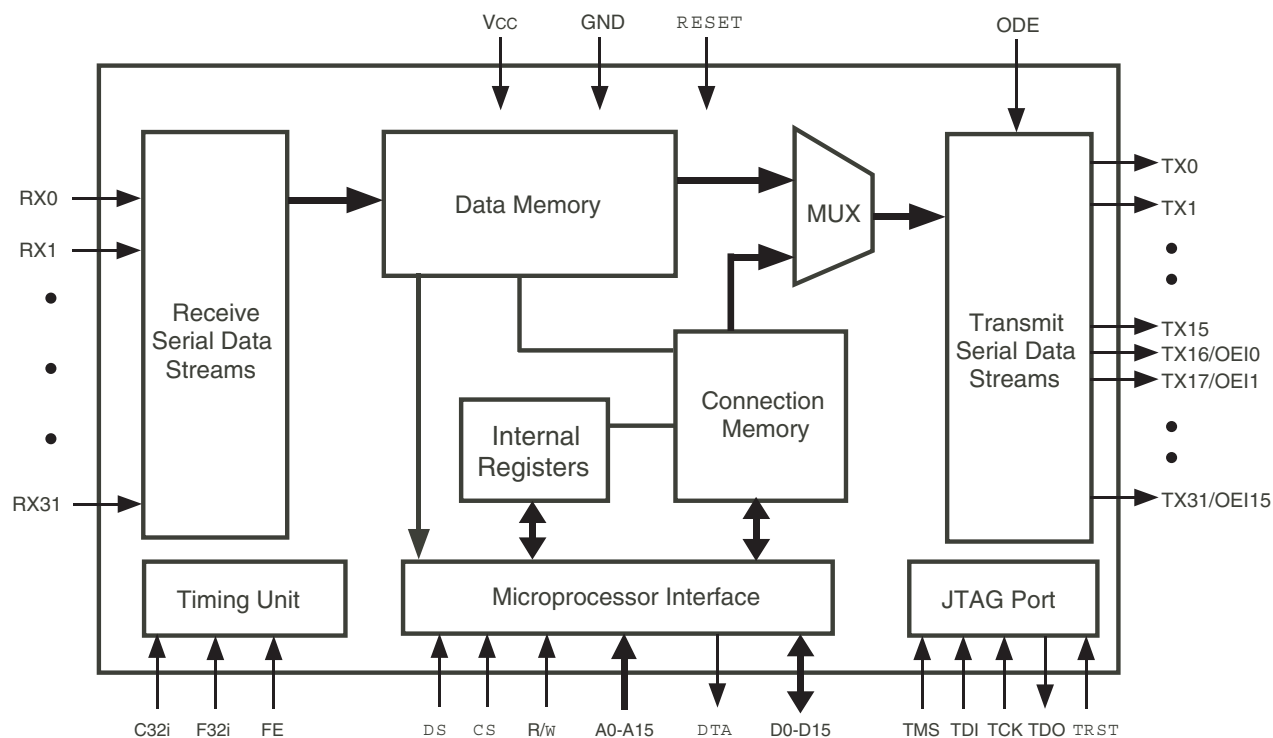 VCC GND RESET ODE
RX0
RX1
RX31
Receive
Serial Data
Streams
Data Memory
MUX
Internal
Registers
Connection
Memory
Transmit
Serial Data
Streams
TX0
TX1
TX15
TX16/OEI0
TX17/OEI1
TX31/OEI15
Timing Unit
Microprocessor Interface
JTAG Port
C32i F32i FE DS CS R/W A0-A15 DTA D0-D15 TMS TDI TCK TDO TRST